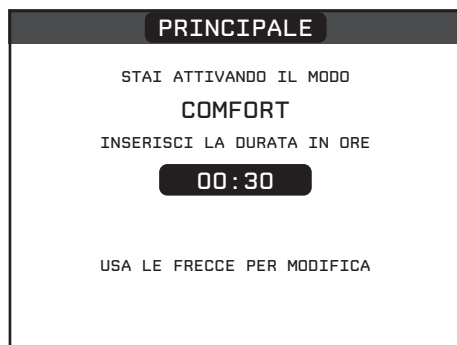 PRINCIPALE
STAI ATTIVANDO IL MODO
COMFORT
INSERISCI LA DURATA IN ORE
00:30
USA LE FRECCE PER MODIFICA